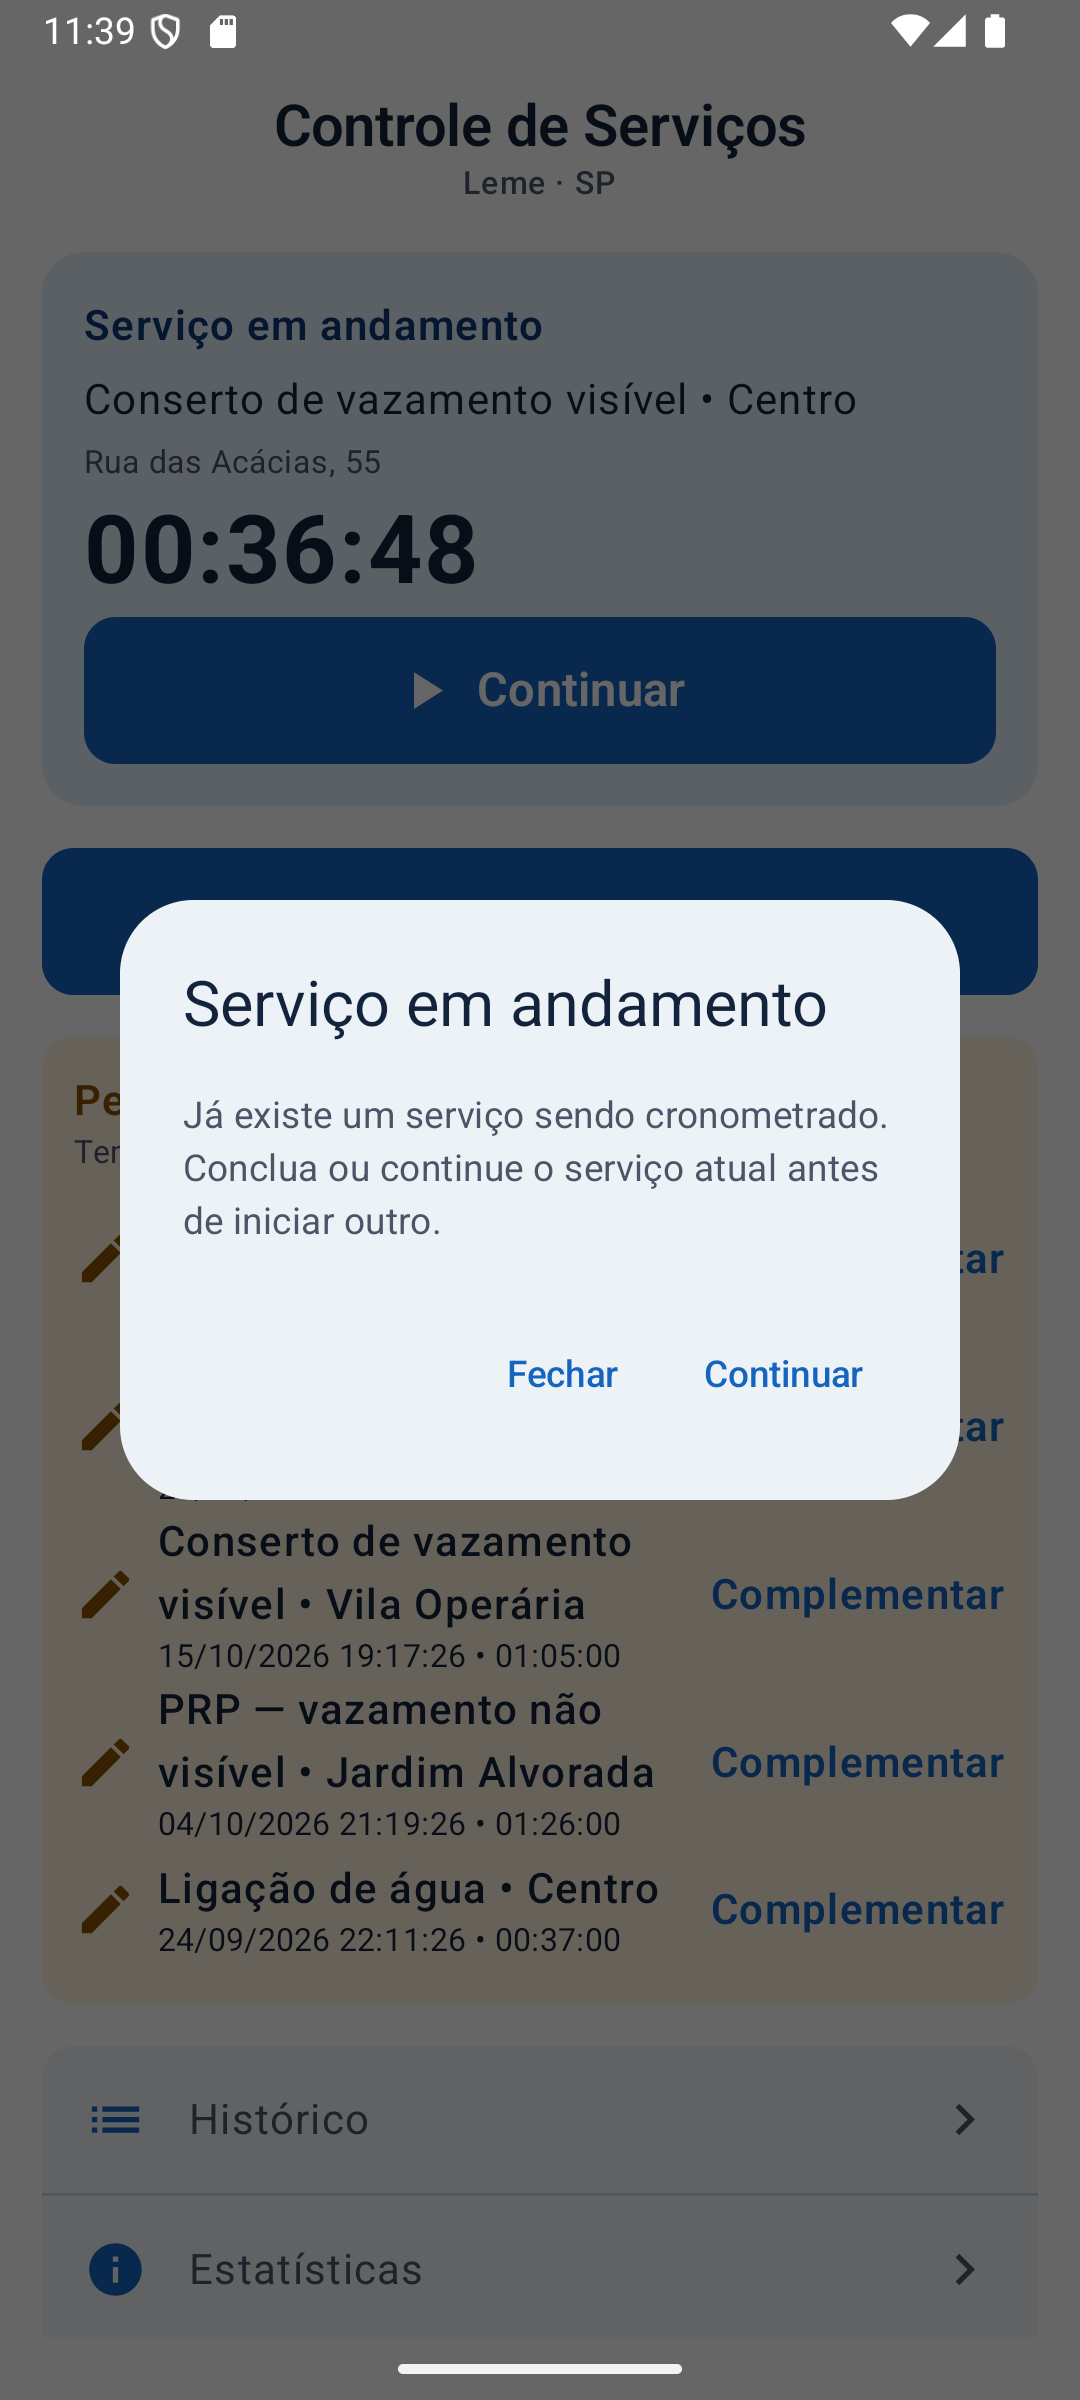 11:39
Controle de Serviços
Leme · SP
Serviço em andamento
Conserto de vazamento visível • Centro
Rua das Acácias, 55
00:36:48
Continuar
Serviço em andamento
Já existe um serviço sendo cronometrado.
Conclua ou continue o serviço atual antes
de iniciar outro.
Fechar
Continuar
Conserto de vazamento
visível • Vila Operária
15/10/2026 19:17:26 • 01:05:00
Complementar
PRP — vazamento não
visível • Jardim Alvorada
04/10/2026 21:19:26 • 01:26:00
Complementar
Ligação de água • Centro
24/09/2026 22:11:26 • 00:37:00
Complementar
Histórico
Estatísticas